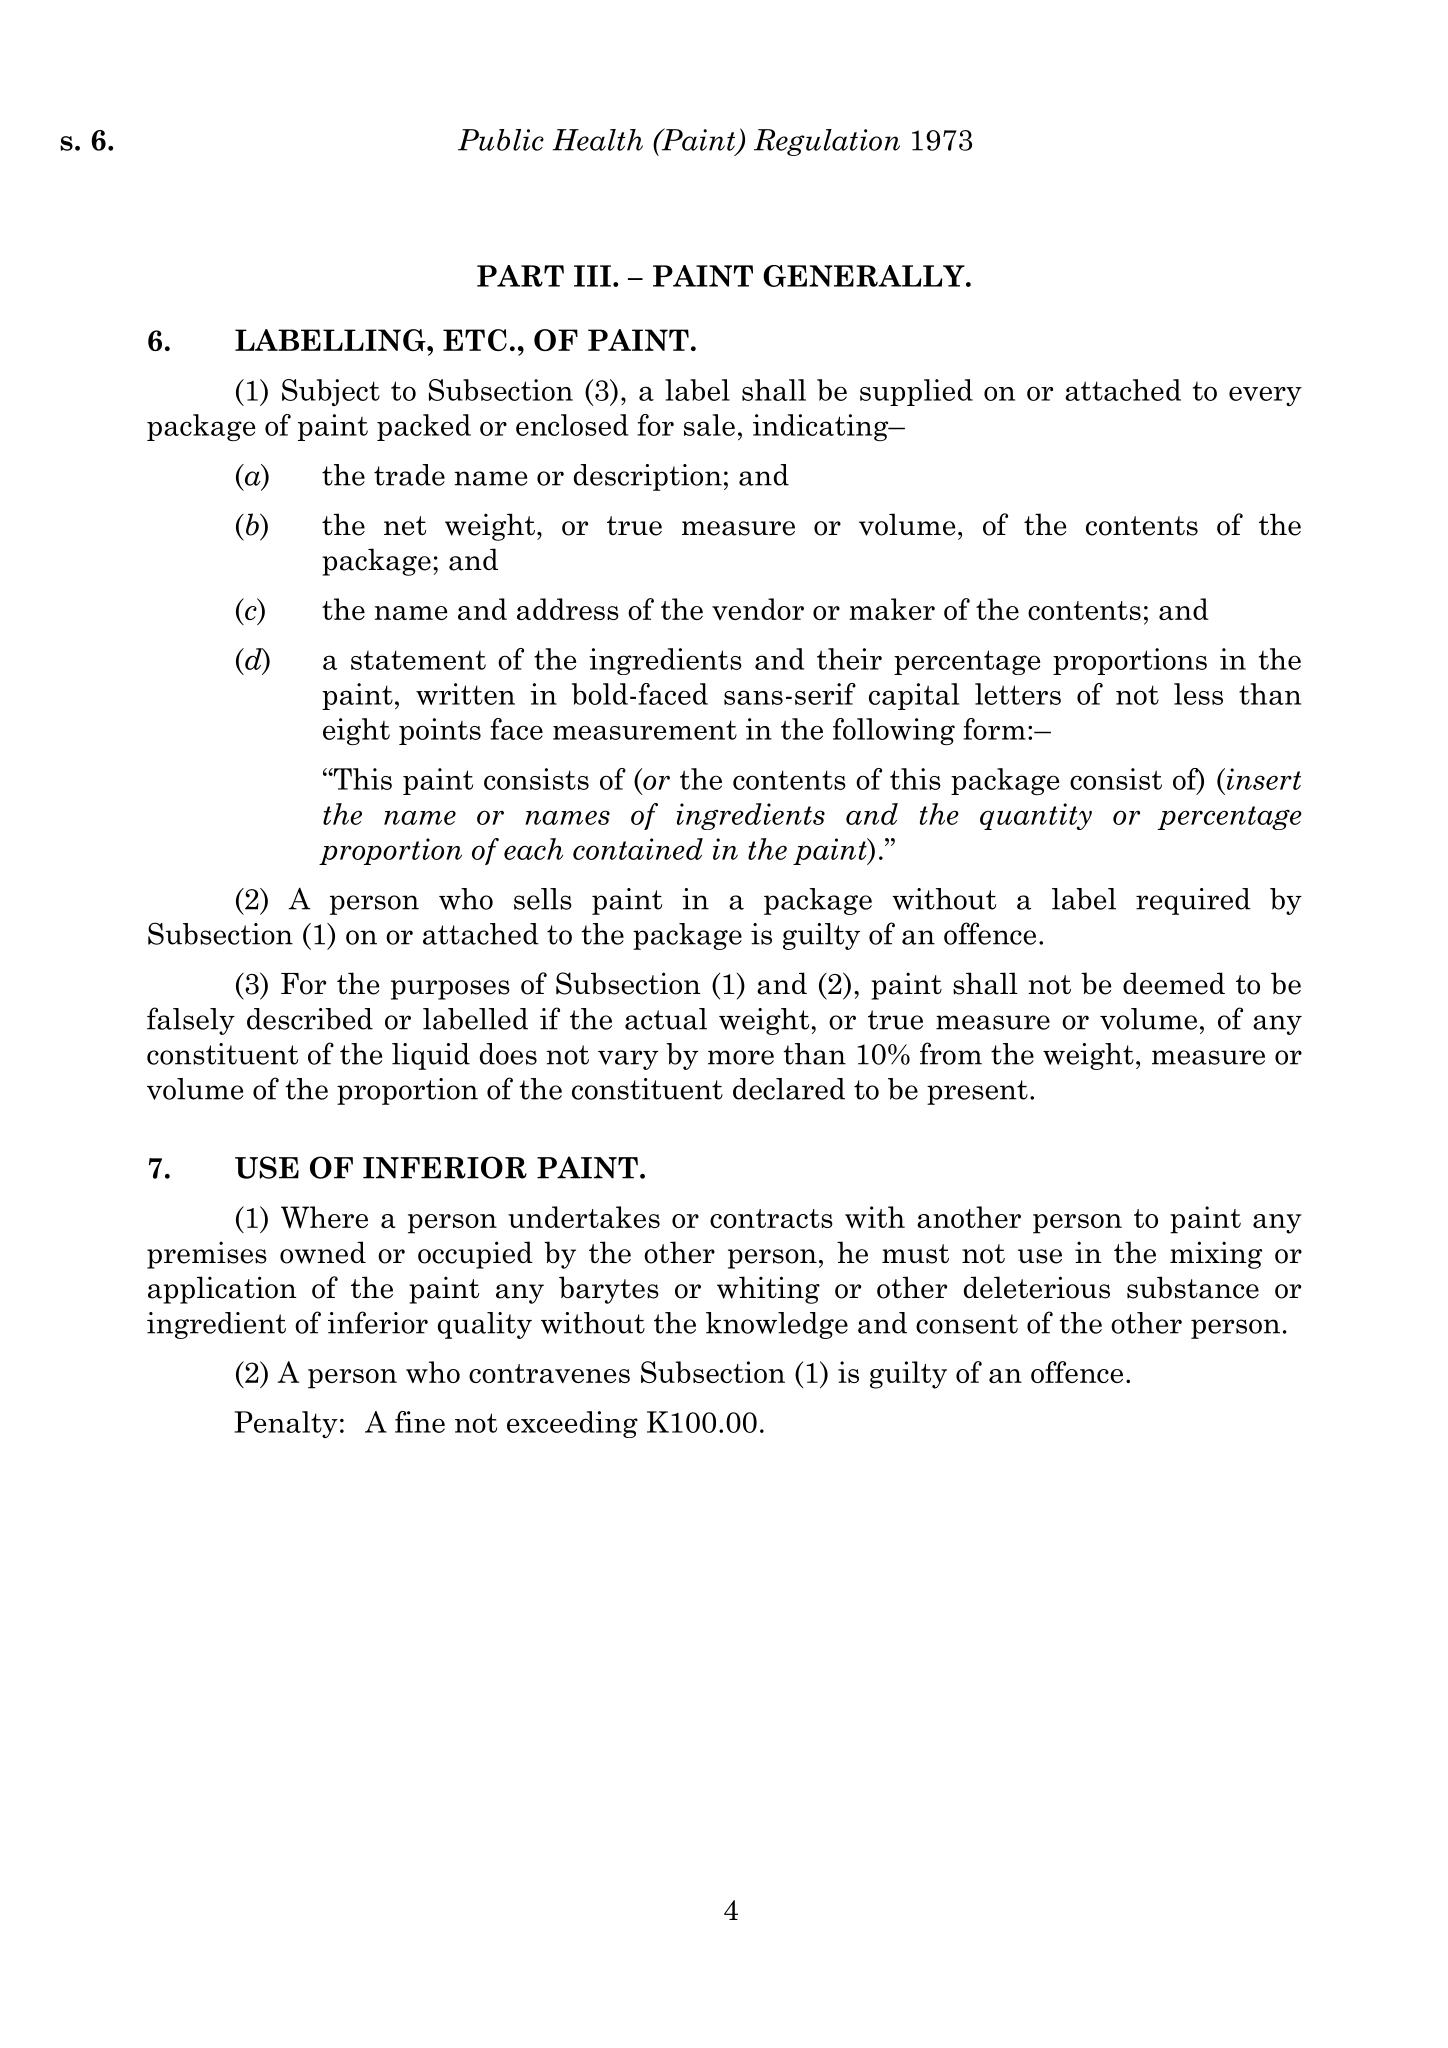 s. 6. Public Health (Paint) Regulation 1973
PART III. – PAINT GENERALLY.
6. LABELLING, ETC., OF PAINT.
(1) Subject to Subsection (3), a label shall be supplied on or attached to every
package of paint packed or enclosed for sale, indicating–
(a) the trade name or description; and
(b) the net weight, or true measure or volume, of the contents of the
package; and
(c) the name and address of the vendor or maker of the contents; and
(d) a statement of the ingredients and their percentage proportions in the
paint, written in bold-faced sans-serif capital letters of not less than
eight points face measurement in the following form:–
“This paint consists of (or the contents of this package consist of) (insert
the name or names of ingredients and the quantity or percentage
proportion of each contained in the paint).”
(2) A person who sells paint in a package without a label required by
Subsection (1) on or attached to the package is guilty of an offence.
(3) For the purposes of Subsection (1) and (2), paint shall not be deemed to be
falsely described or labelled if the actual weight, or true measure or volume, of any
constituent of the liquid does not vary by more than 10% from the weight, measure or
volume of the proportion of the constituent declared to be present.
7. USE OF INFERIOR PAINT.
(1) Where a person undertakes or contracts with another person to paint any
premises owned or occupied by the other person, he must not use in the mixing or
application of the paint any barytes or whiting or other deleterious substance or
ingredient of inferior quality without the knowledge and consent of the other person.
(2) A person who contravenes Subsection (1) is guilty of an offence.
Penalty: A fine not exceeding K100.00.
4